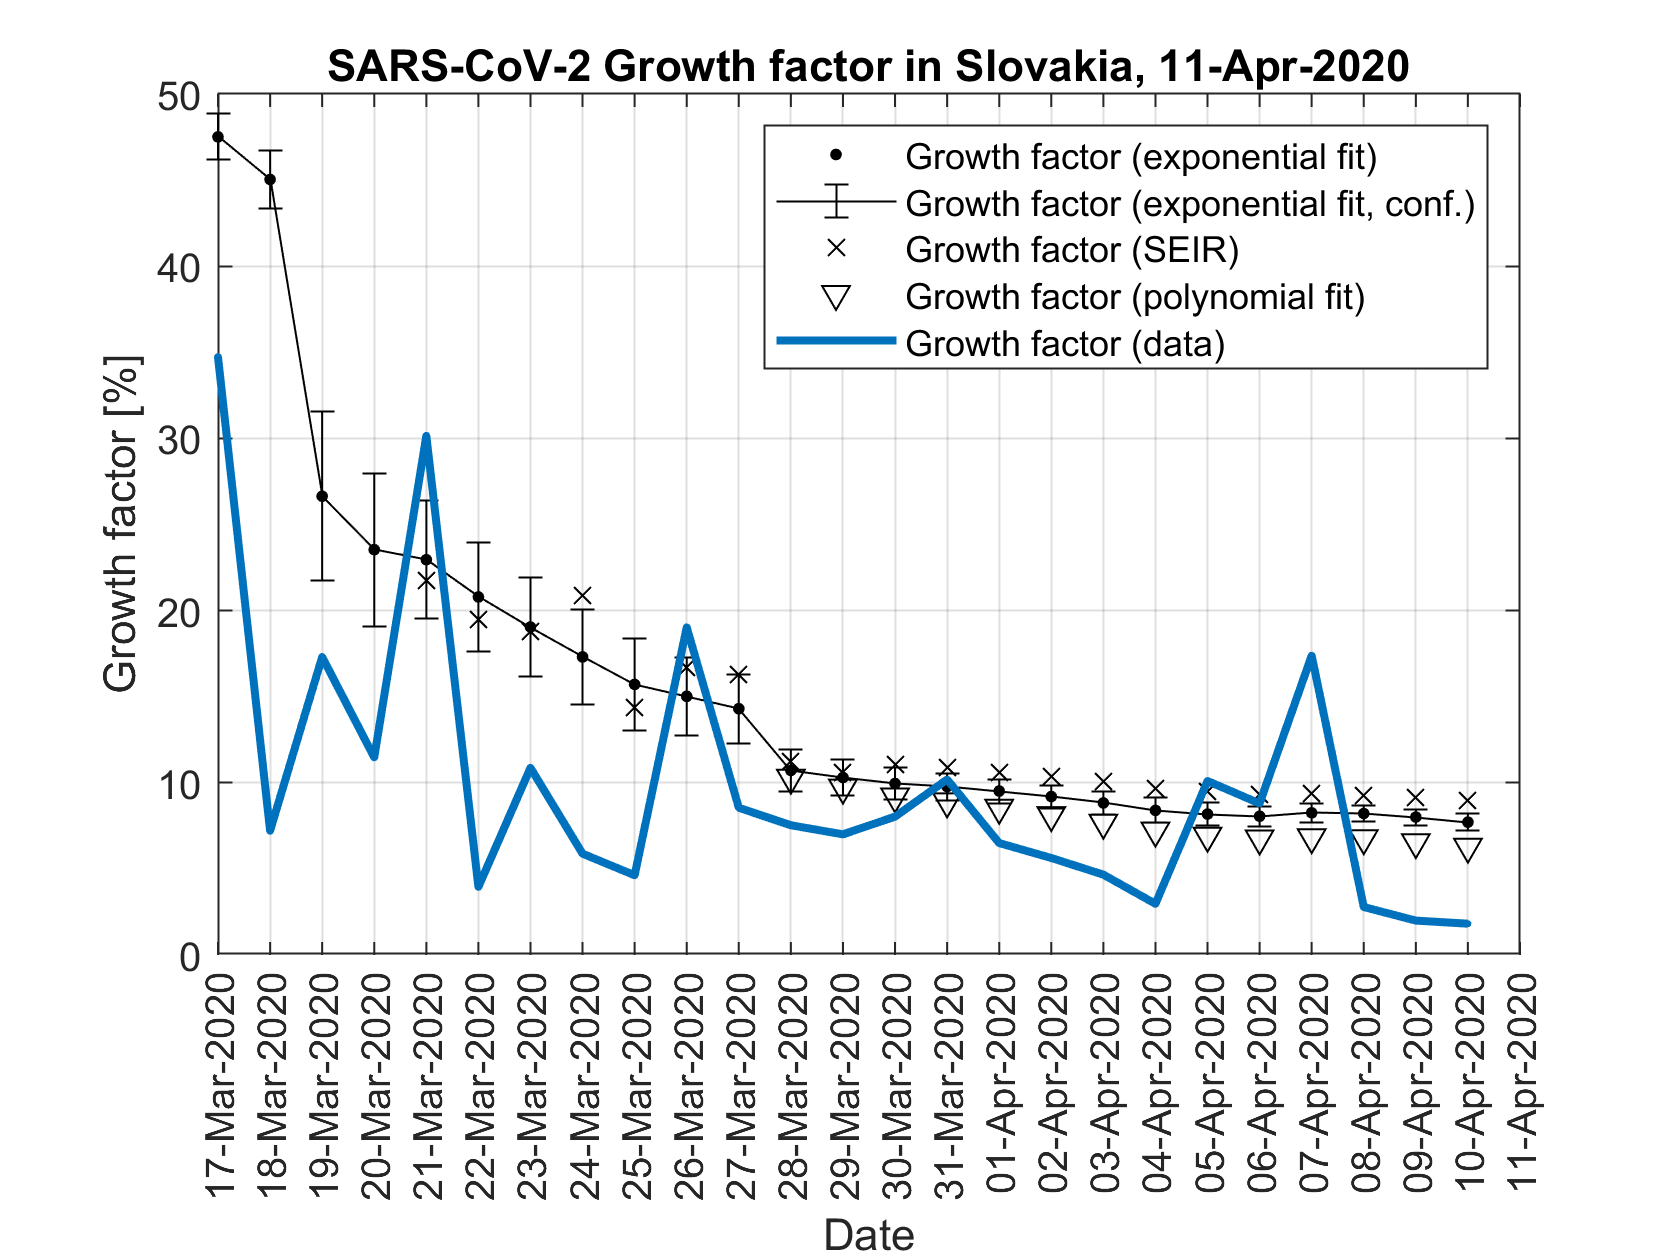 SARS-CoV-2 Growth factor in Slovakia, 11-Apr-2020
Growth factor [%]
50
40
30
20
10
0
Growth factor (exponential fit)
Growth factor (exponential fit, conf.)
Growth factor (SEIR)
Growth factor (polynomial fit)
Growth factor (data)
17-Mar-2020
18-Mar-2020
19-Mar-2020
20-Mar-2020
21-Mar-2020
22-Mar-2020
23-Mar-2020
24-Mar-2020
25-Mar-2020
26-Mar-2020
27-Mar-2020
28-Mar-2020
29-Mar-2020
30-Mar-2020
31-Mar-2020
01-Apr-2020
02-Apr-2020
03-Apr-2020
04-Apr-2020
05-Apr-2020
06-Apr-2020
07-Apr-2020
08-Apr-2020
09-Apr-2020
10-Apr-2020
11-Apr-2020
Date